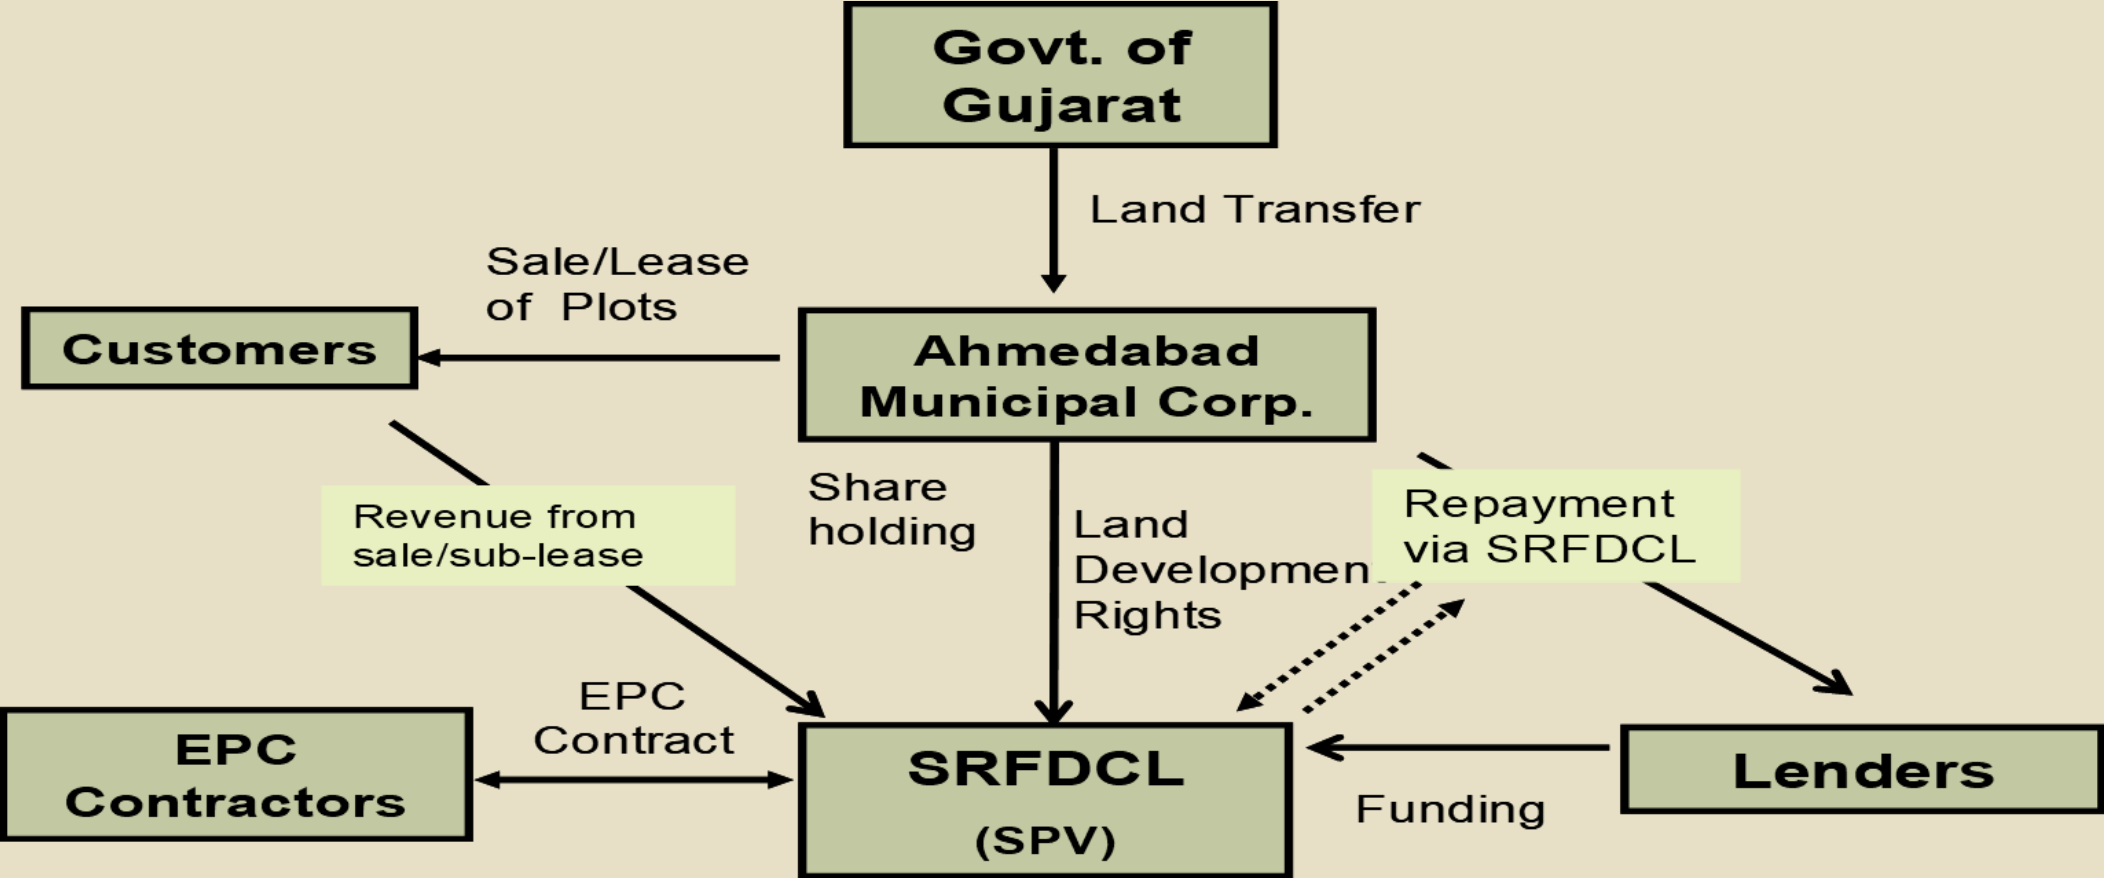 Govt. of
Gujarat
Land Transfer
Sale/Lease
of Plots
Customers
Ahmedabad
Municipal Corp.
Share
holding
Land
Developmen
Rights
Repayment
via SRFDCL
Revenue from
sale/sub-lease
EPC
Contract
EPC
Contractors
SRFDCL
(SPV)
Funding
Lenders